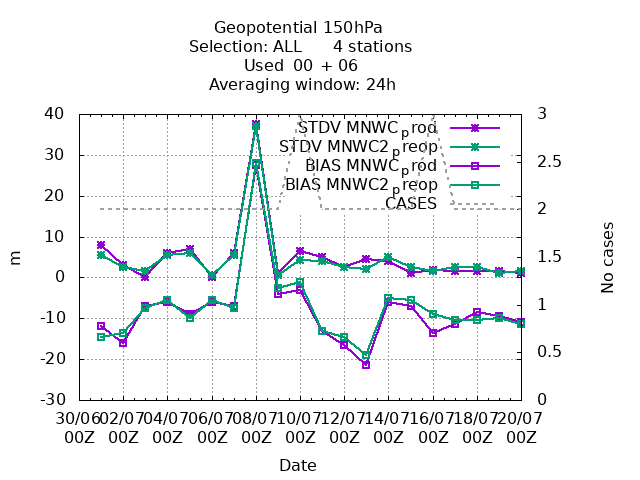 Geopotential 150hPa
Selection: ALL 4 stations
Used 00 + 06
Averaging window: 24h
STDV MNWC_prod
STDV MNWC2_preop
BIAS MNWC_prod
BIAS MNWC2_preop
CASES
40
30
20
10
0
-10
-20
-30
m
3
2.5
2
1.5
1
0.5
0
No cases
30/06 02/07 04/07 06/07 08/07 10/07 12/07 14/07 16/07 18/07 20/07
00Z 00Z 00Z 00Z 00Z 00Z 00Z 00Z 00Z 00Z 00Z
Date